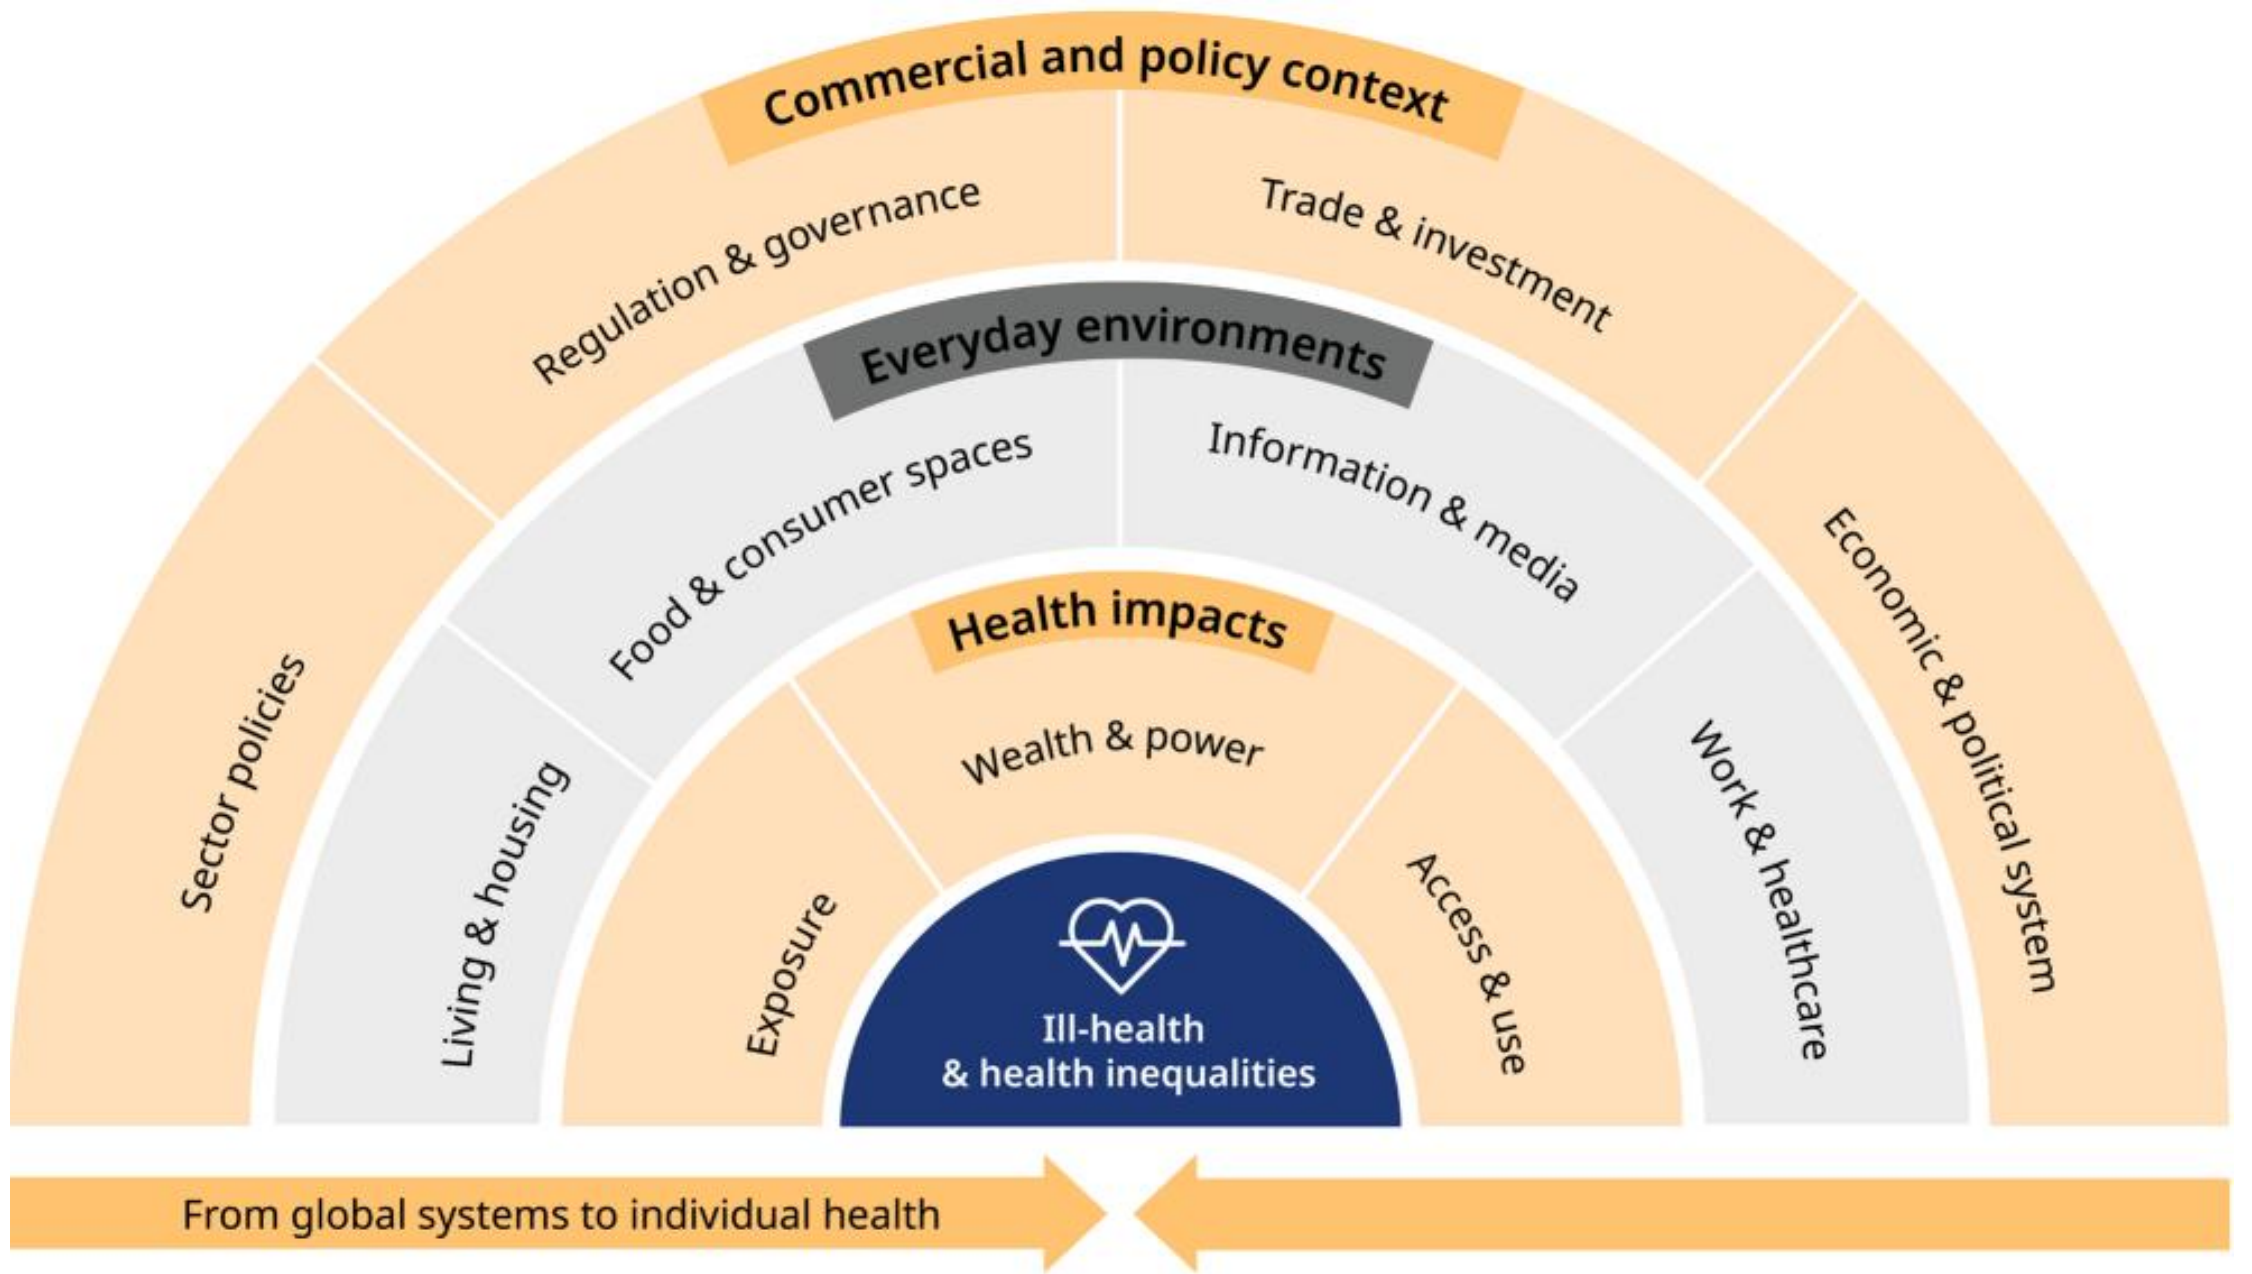 Commercial and policy context
Sector policies
Regulation & governance
Trade & investment
Economic & political system
Everyday environments
Living & housing
Food & consumer spaces
Information & media
Work & healthcare
Health impacts
Exposure
Wealth & power
Access & use
Ill-health
& health inequalities
From global systems to individual health